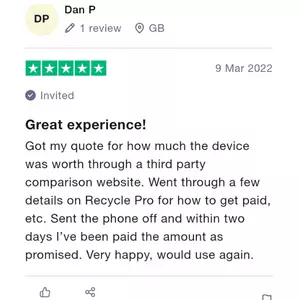 DP
Dan P
1 review
GB
9 Mar 2022
Invited
Great experience!
Got my quote for how much the device
was worth through a third party
comparison website. Went through a few
details on Recycle Pro for how to get paid,
etc. Sent the phone off and within two
days I’ve been paid the amount as
promised. Very happy, would use again.